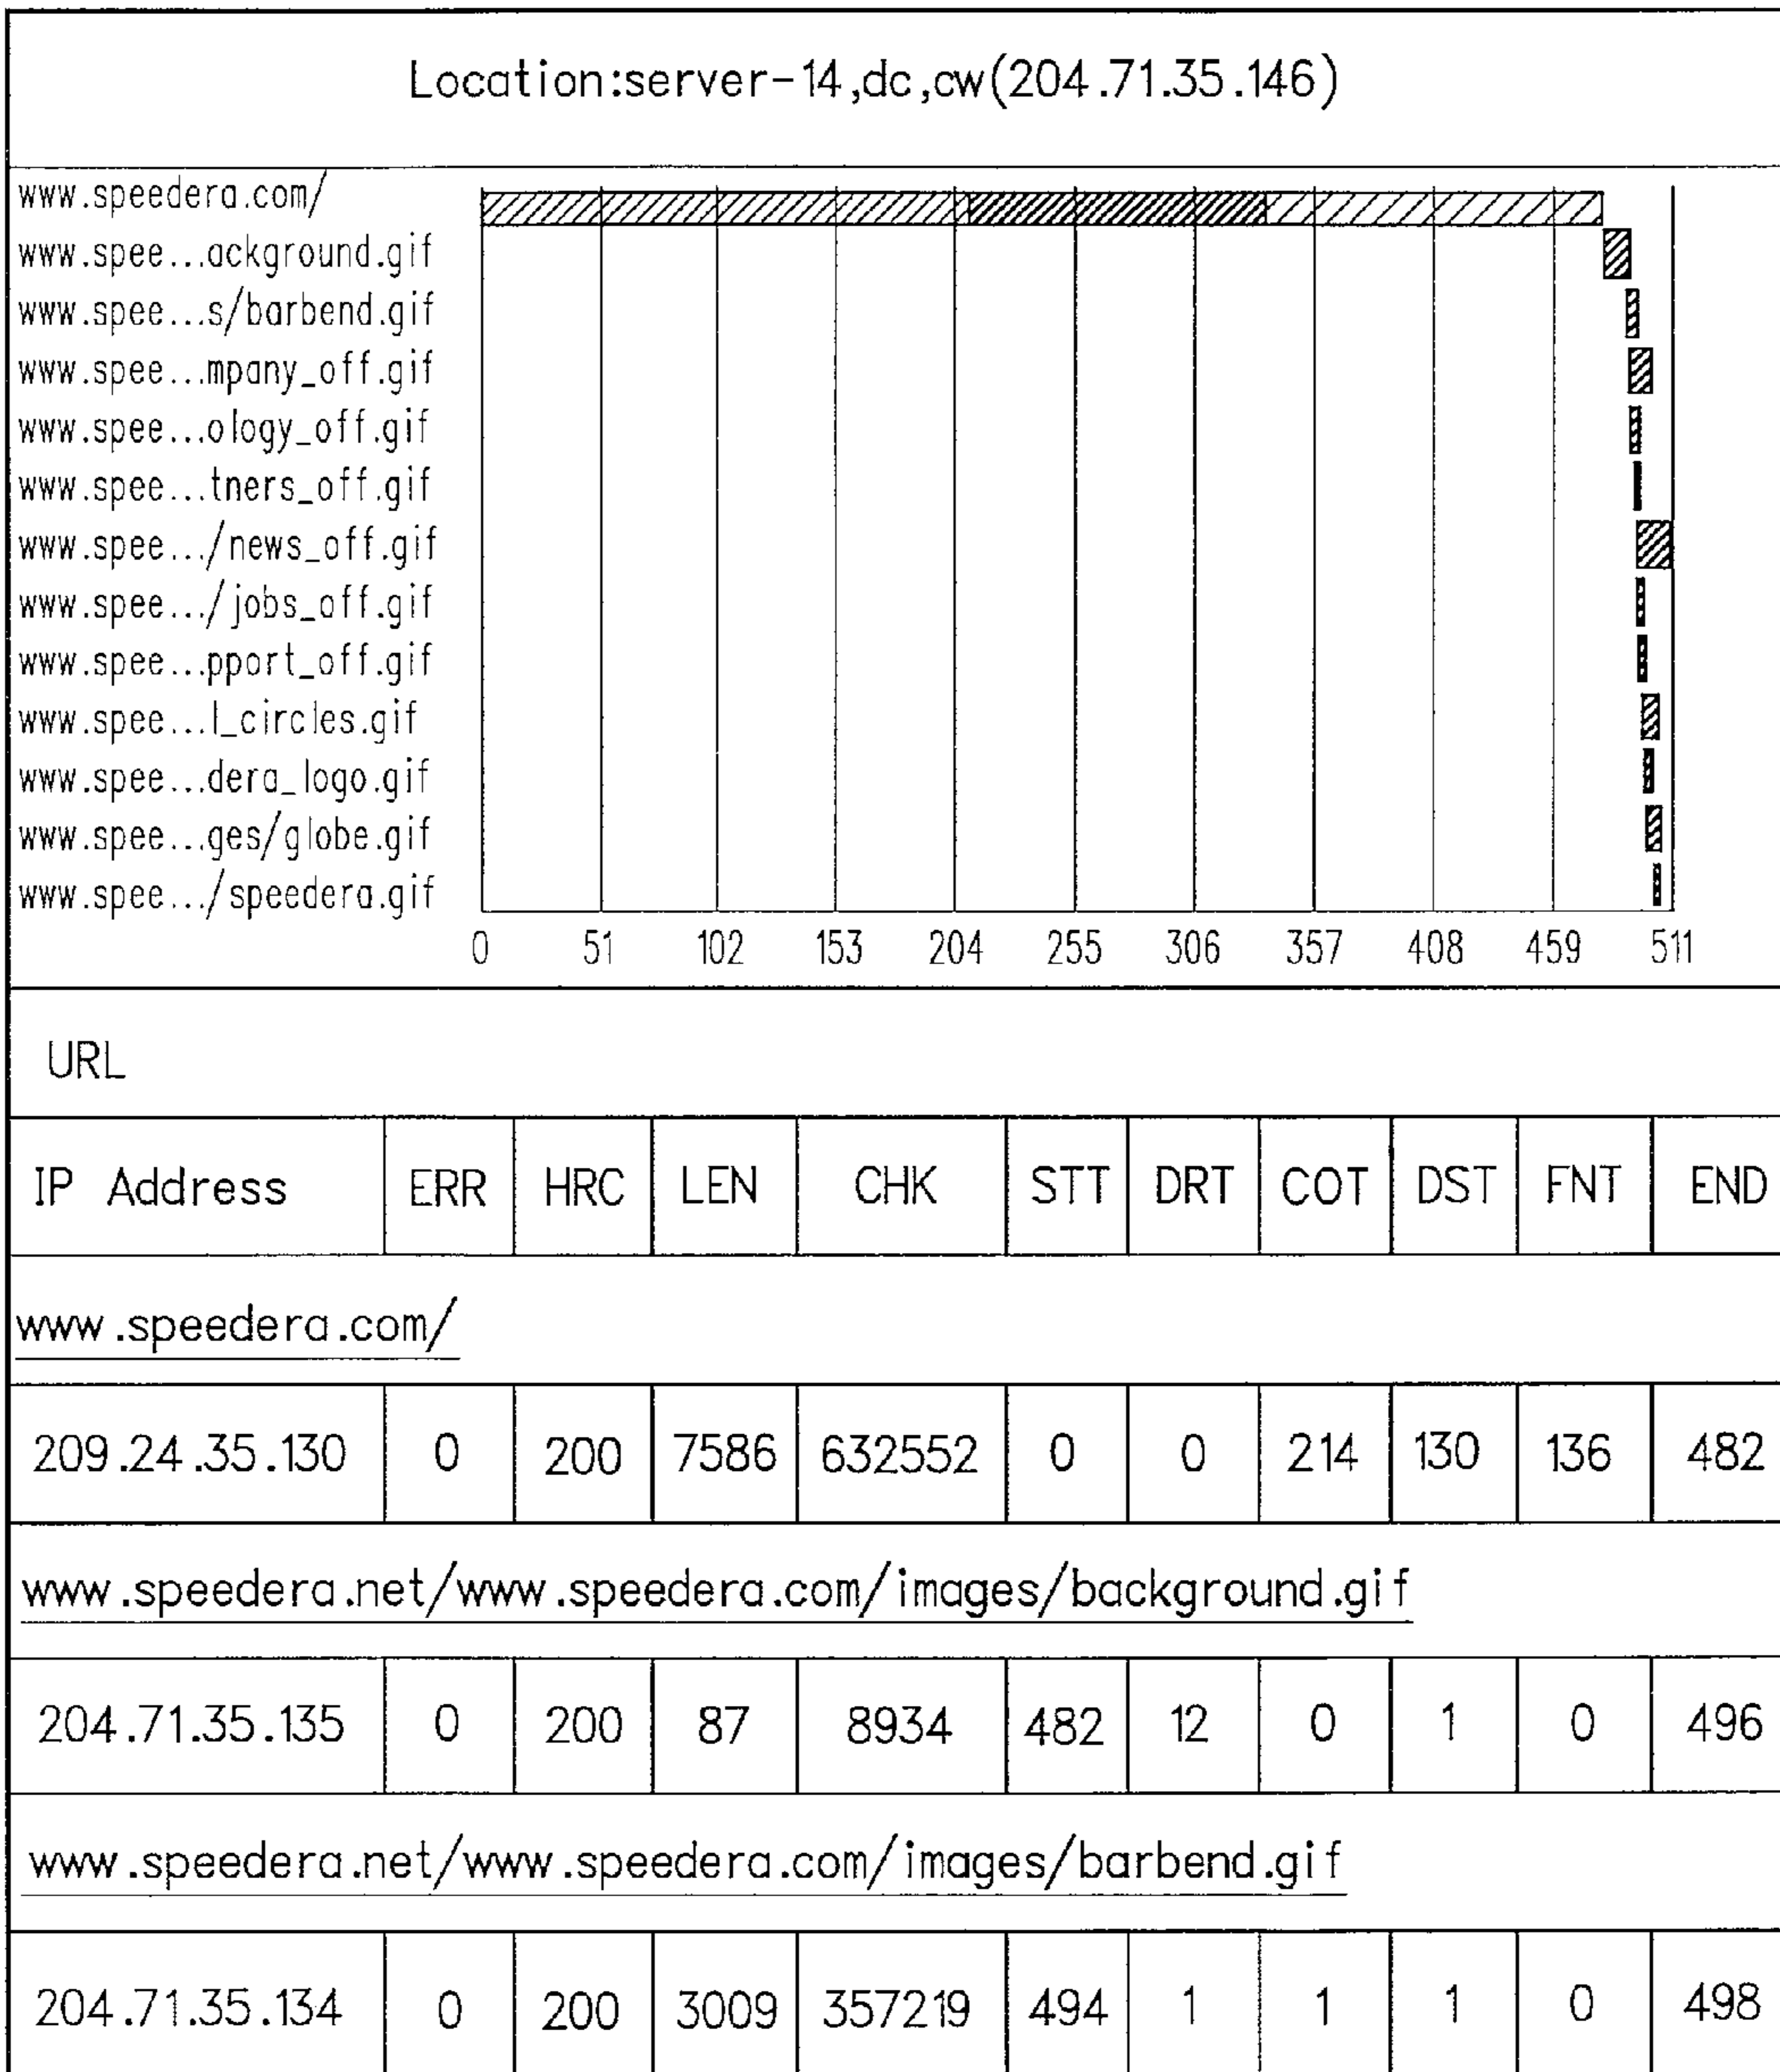 Location:server-14,dc,cw(204.71.35.146)
www.speedera.com/
www.spee...ackground.gif
www.spee...s/barbend.gif
www.spee...mpany_off.gif
www.spee...ology_off.gif
www.spee...tners_off.gif
www.spee.../news_off.gif
www.spee.../jobs_off.gif
www.spee...pport_off.gif
www.spee...l_circles.gif
www.spee...dera_logo.gif
www.spee...ges/globe.gif
www.spee.../speedera.gif
0 51 102 153 204 255 306 357 408 459 511
URL
IP Address ERR HRC LEN CHK STT DRT COT DST FNT END
www.speedera.com/
209.24.35.130 0 200 7586 632552 0 0 214 130 136 482
www.speedera.net/www.speedera.com/images/background.gif
204.71.35.135 0 200 87 8934 482 12 0 1 0 496
www.speedera.net/www.speedera.com/images/barbend.gif
204.71.35.134 0 200 3009 357219 494 1 1 1 0 498